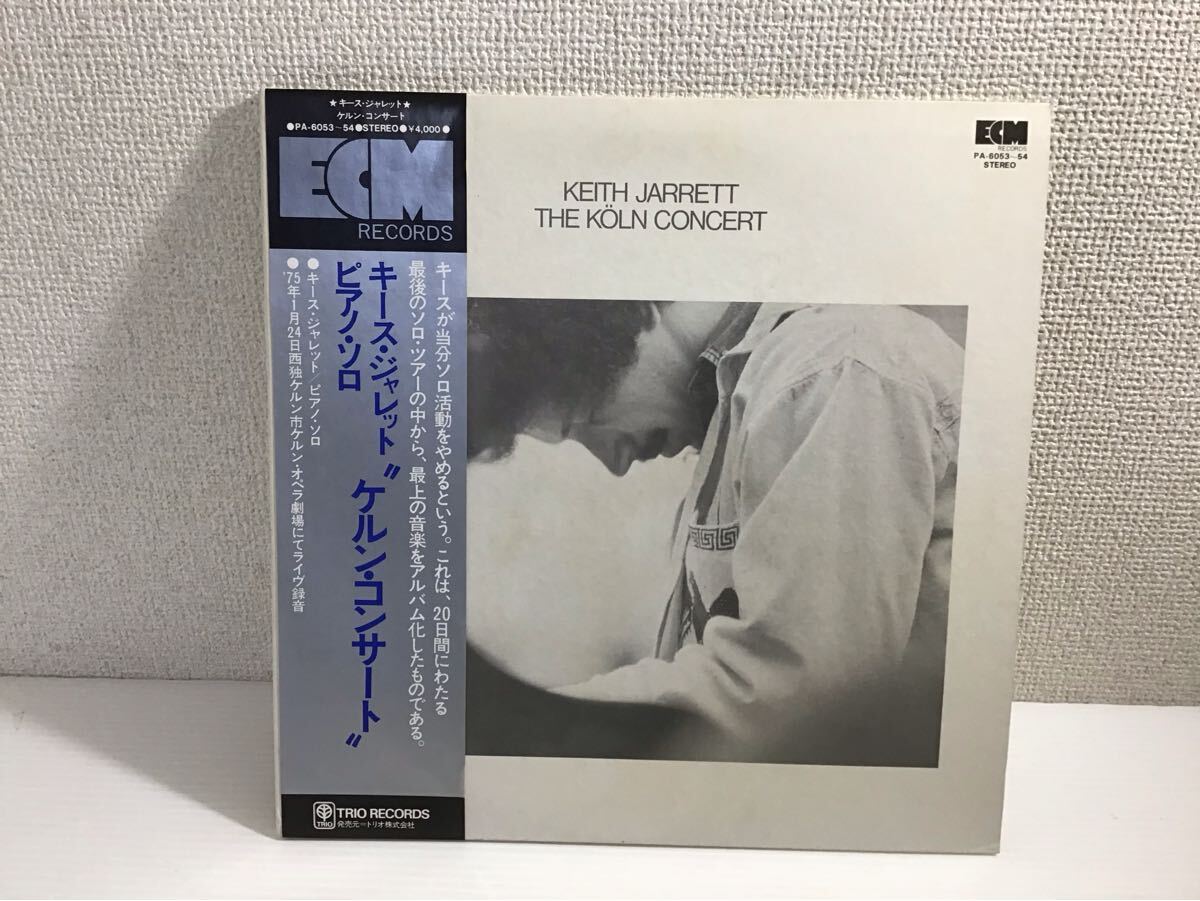 ★キース・ジャレット★
ケルン・コンサート
●PA-6053~54●STEREO●¥4,000●
ECM
RECORDS
キースが当分ソロ活動をやめるという。これは、20日間にわたる
最後のソロ・ツアーの中から、最上の音楽をアルバム化したものである。
キース・ジャレット〝ケルン・コンサート〟
ピアノ・ソロ
●キース・ジャレット/ピアノ・ソロ
●'75年1月24日西独ケルン市ケルン・オペラ劇場にてライヴ録音
TRIO
TRIO RECORDS
発売元=トリオ株式会社
KEITH JARRETT
THE KÖLN CONCERT
ECM
RECORDS
PA-6053~54
STEREO